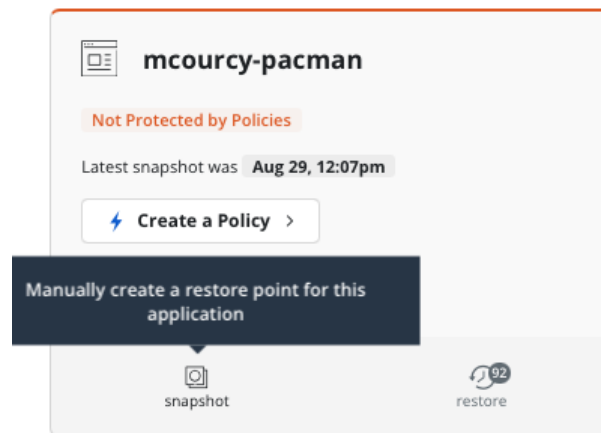 mcourcy-pacman
Not Protected by Policies
Latest snapshot was Aug 29, 12:07pm
Create a Policy >
Manually create a restore point for this
application
92
snapshot
restore